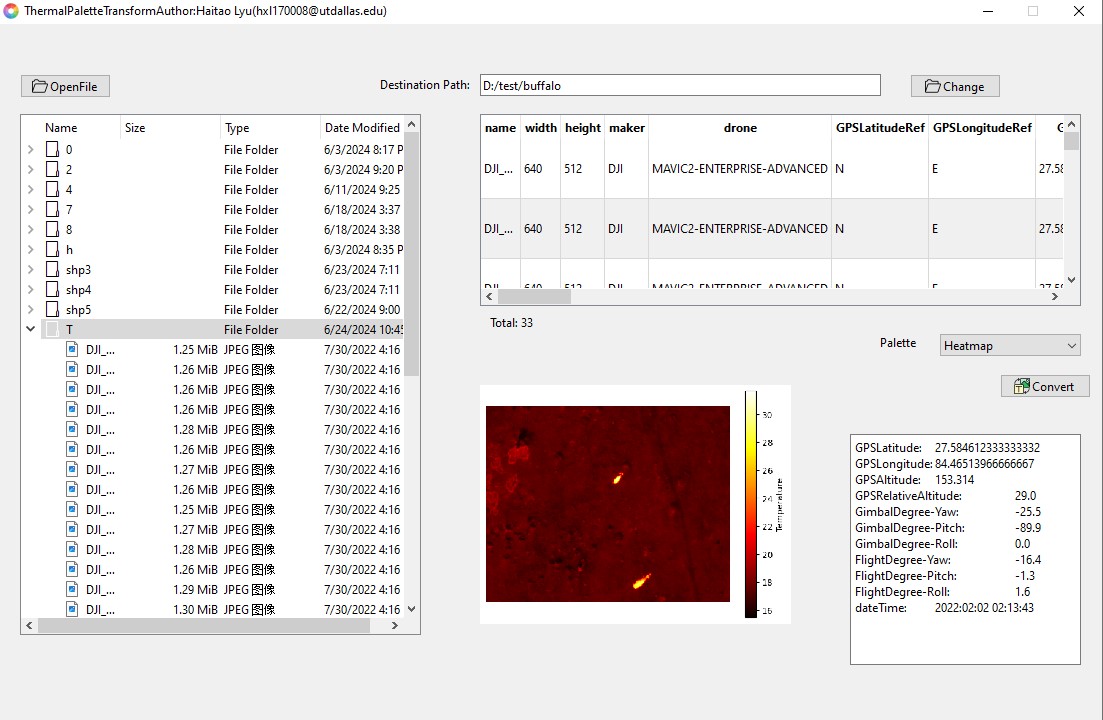 ThermalPaletteTransformAuthor:Haitao Lyu(hxl170008@utdallas.edu)
OpenFile
Destination Path: D:/test/buffalo
Change
Name Size Type Date Modified
0 File Folder 6/3/2024 8:17 P
2 File Folder 6/3/2024 9:20 P
4 File Folder 6/11/2024 9:25
7 File Folder 6/18/2024 3:37
8 File Folder 6/18/2024 3:38
h File Folder 6/3/2024 8:35 P
shp3 File Folder 6/23/2024 7:11
shp4 File Folder 6/23/2024 7:11
shp5 File Folder 6/22/2024 9:00
T File Folder 6/24/2024 10:45
DJI_... 1.25 MiB JPEG 图像 7/30/2022 4:16
DJI_... 1.26 MiB JPEG 图像 7/30/2022 4:16
DJI_... 1.26 MiB JPEG 图像 7/30/2022 4:16
DJI_... 1.26 MiB JPEG 图像 7/30/2022 4:16
DJI_... 1.28 MiB JPEG 图像 7/30/2022 4:16
DJI_... 1.26 MiB JPEG 图像 7/30/2022 4:16
DJI_... 1.27 MiB JPEG 图像 7/30/2022 4:16
DJI_... 1.26 MiB JPEG 图像 7/30/2022 4:16
DJI_... 1.25 MiB JPEG 图像 7/30/2022 4:16
DJI_... 1.27 MiB JPEG 图像 7/30/2022 4:16
DJI_... 1.28 MiB JPEG 图像 7/30/2022 4:16
DJI_... 1.26 MiB JPEG 图像 7/30/2022 4:16
DJI_... 1.29 MiB JPEG 图像 7/30/2022 4:16
DJI_... 1.30 MiB JPEG 图像 7/30/2022 4:16
name width height maker drone GPSLatitudeRef GPSLongitudeRef G
DJI_... 640 512 DJI MAVIC2-ENTERPRISE-ADVANCED N E 27.58
DJI_... 640 512 DJI MAVIC2-ENTERPRISE-ADVANCED N E 27.58
DJI_... 640 512 DJI MAVIC2-ENTERPRISE-ADVANCED N E 27.58
Total: 33
Palette Heatmap
Convert
30
28
26
24
22
20
18
16
Temperature
GPSLatitude: 27.584612333333332
GPSLongitude: 84.46513966666667
GPSAltitude: 153.314
GPSRelativeAltitude: 29.0
GimbalDegree-Yaw: -25.5
GimbalDegree-Pitch: -89.9
GimbalDegree-Roll: 0.0
FlightDegree-Yaw: -16.4
FlightDegree-Pitch: -1.3
FlightDegree-Roll: 1.6
dateTime: 2022:02:02 02:13:43